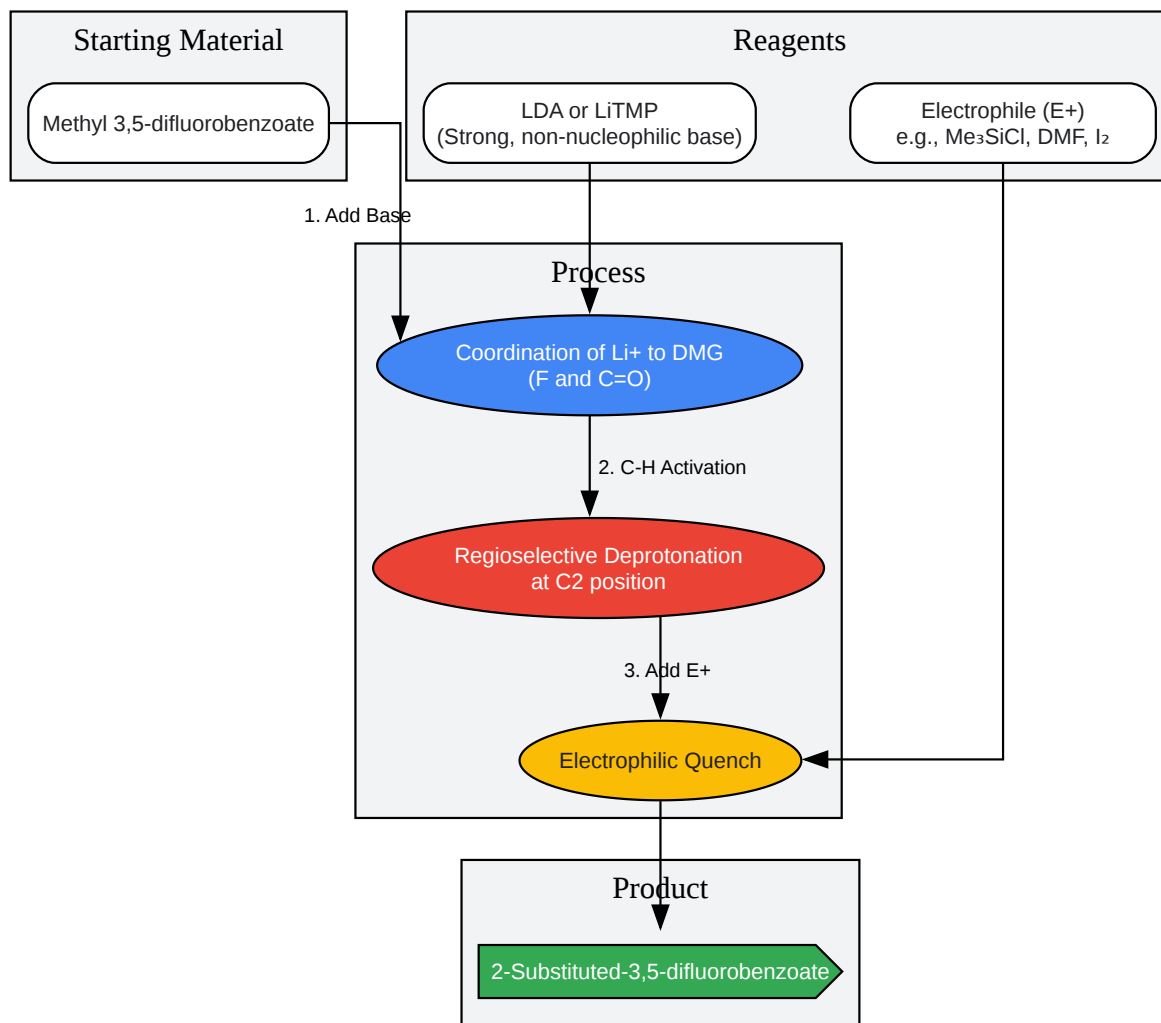 Starting Material
Reagents
Methyl 3,5-difluorobenzoate
LDA or LiTMP
(Strong, non-nucleophilic base)
Electrophile (E+)
e.g., Me₃SiCl, DMF, I₂
1. Add Base
Process
Coordination of Li+ to DMG
(F and C=O)
2. C-H Activation
Regioselective Deprotonation
at C2 position
3. Add E+
Electrophilic Quench
Product
2-Substituted-3,5-difluorobenzoate